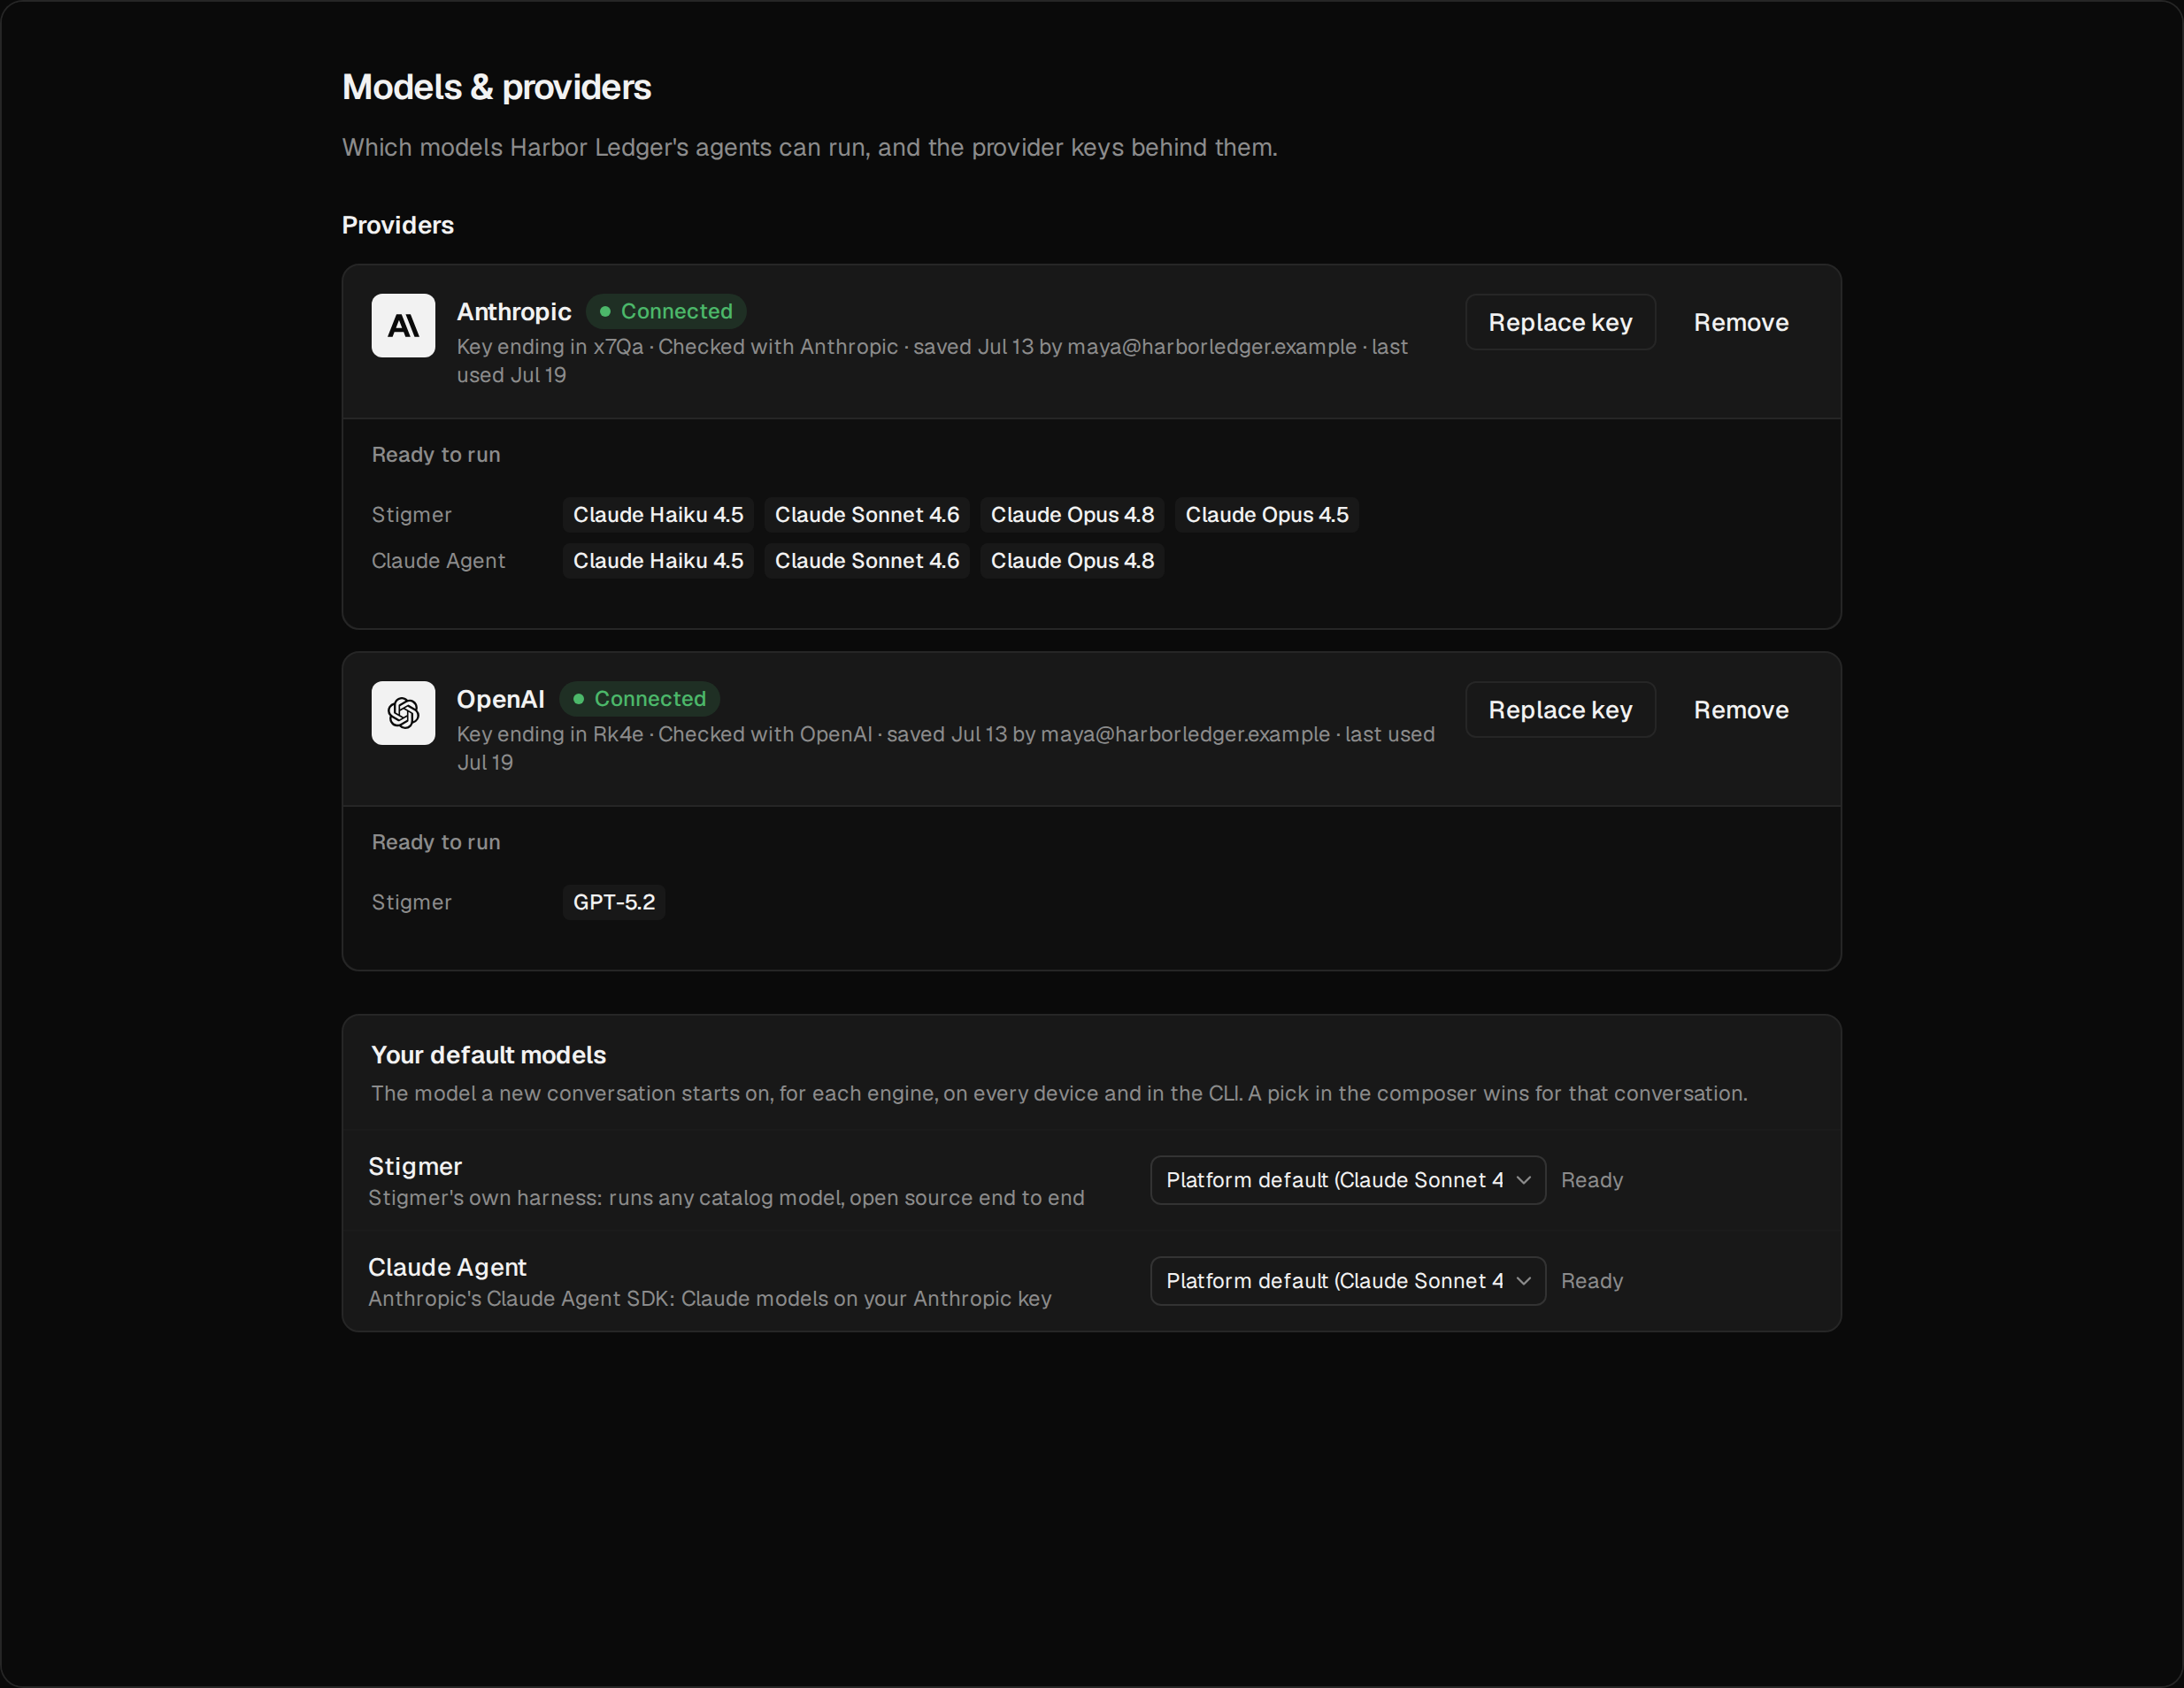 Models & providers
Which models Harbor Ledger's agents can run, and the provider keys behind them.
Providers
Anthropic
Connected
Key ending in x7Qa · Checked with Anthropic · saved Jul 13 by maya@harborledger.example · last
used Jul 19
Replace key
Remove
Ready to run
Stigmer
Claude Haiku 4.5
Claude Sonnet 4.6
Claude Opus 4.8
Claude Opus 4.5
Claude Agent
Claude Haiku 4.5
Claude Sonnet 4.6
Claude Opus 4.8
OpenAI
Connected
Key ending in Rk4e · Checked with OpenAI · saved Jul 13 by maya@harborledger.example · last used
Jul 19
Replace key
Remove
Ready to run
Stigmer
GPT-5.2
Your default models
The model a new conversation starts on, for each engine, on every device and in the CLI. A pick in the composer wins for that conversation.
Stigmer
Stigmer's own harness: runs any catalog model, open source end to end
Platform default (Claude Sonnet 4
Ready
Claude Agent
Anthropic's Claude Agent SDK: Claude models on your Anthropic key
Platform default (Claude Sonnet 4
Ready